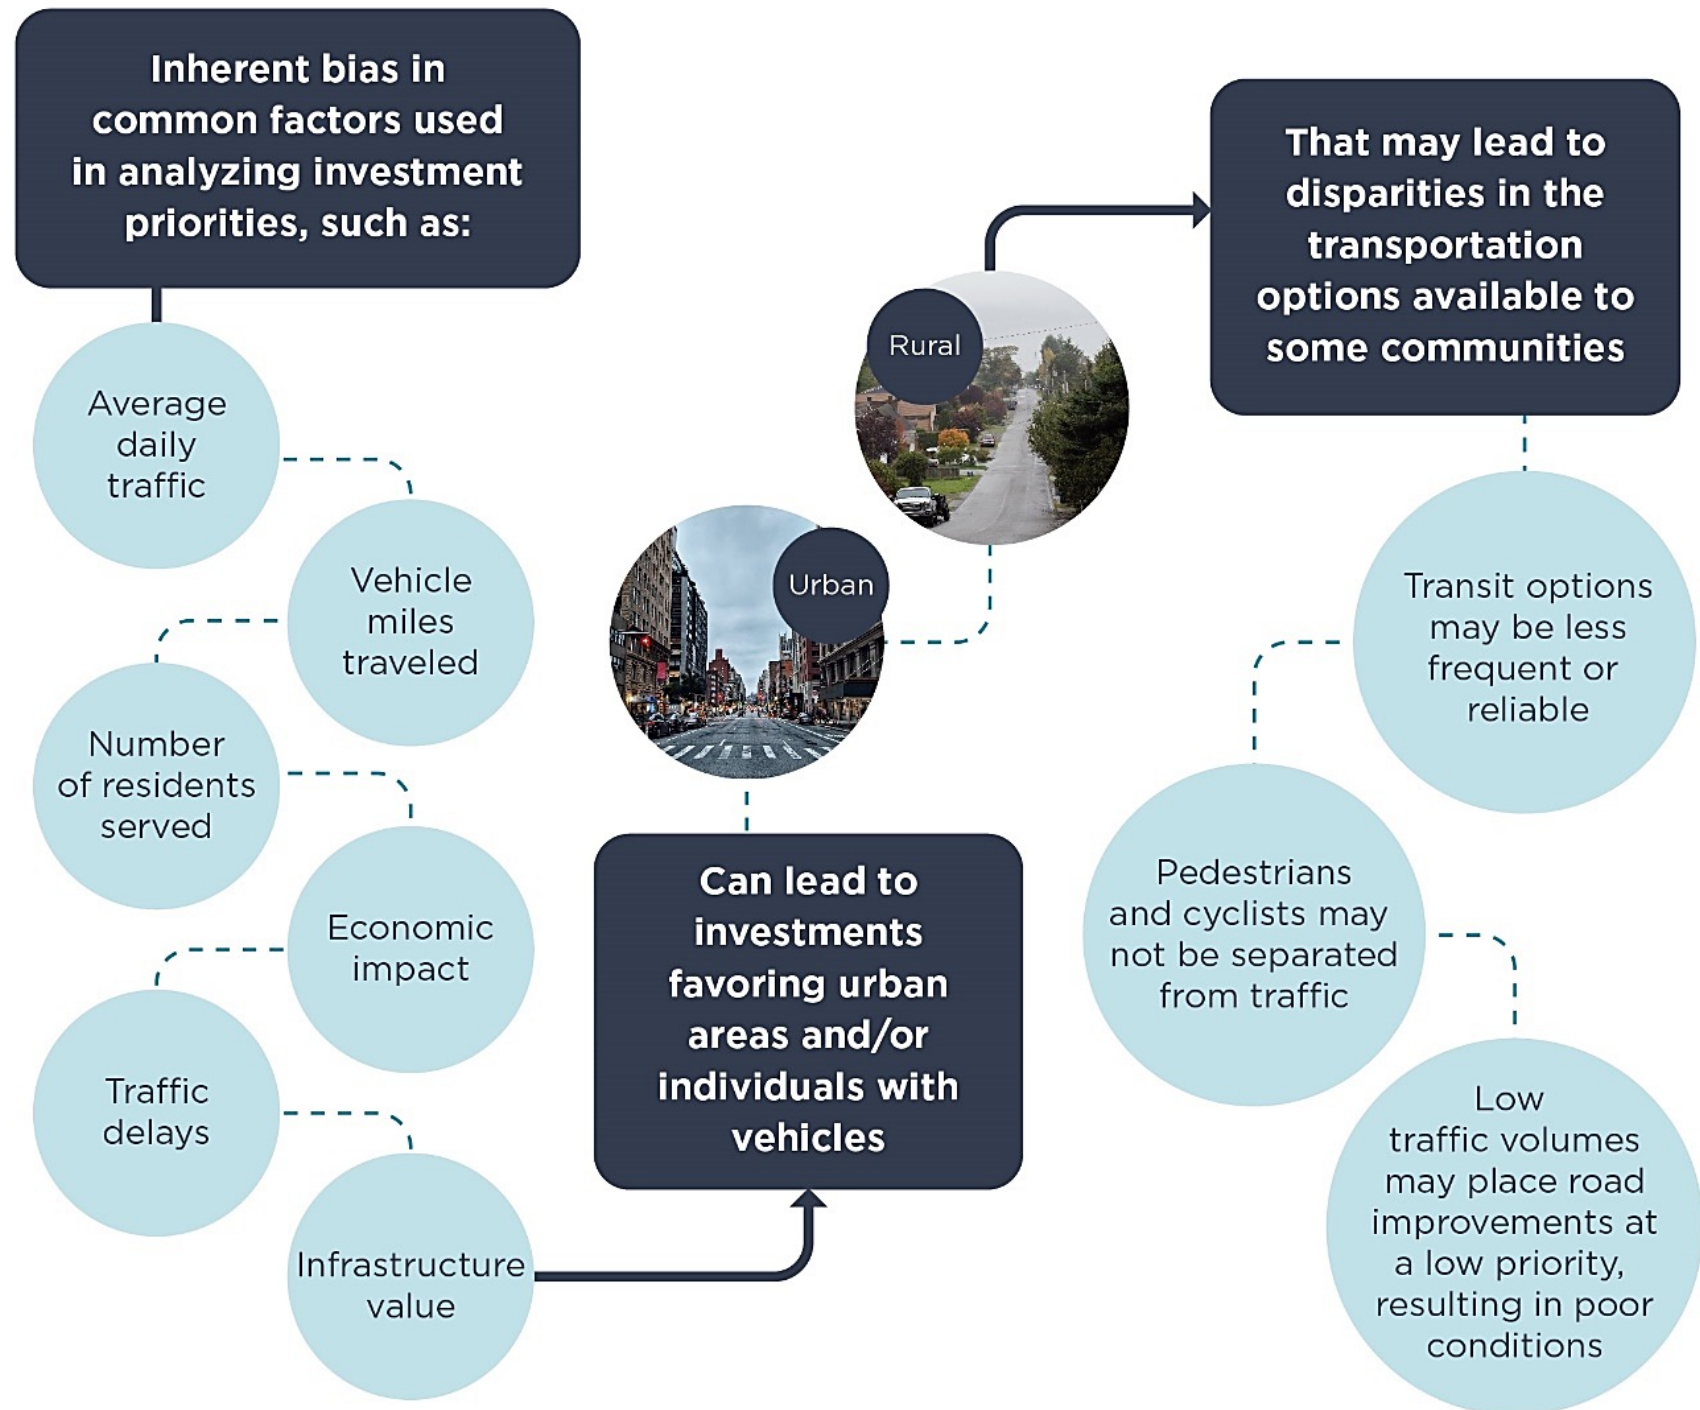 Inherent bias in
common factors used
in analyzing investment
priorities, such as:
Average
daily
traffic
Vehicle
miles
traveled
Number
of residents
served
Economic
impact
Traffic
delays
Infrastructure
value
Can lead to
investments
favoring urban
areas and/or
individuals with
vehicles
Urban
Rural
That may lead to
disparities in the
transportation
options available to
some communities
Transit options
may be less
frequent or
reliable
Pedestrians
and cyclists may
not be separated
from traffic
Low
traffic volumes
may place road
improvements at
a low priority,
resulting in poor
conditions